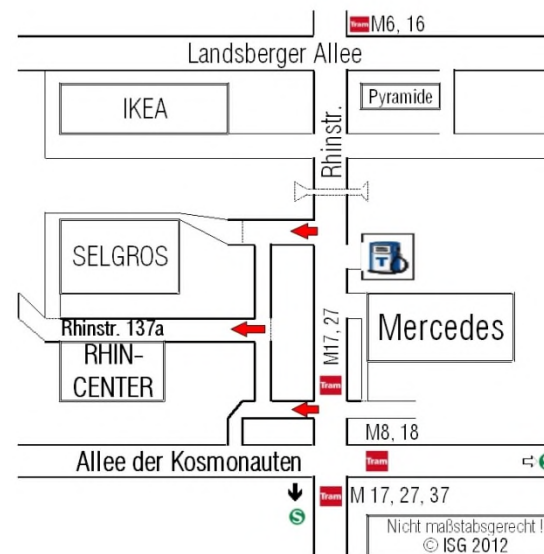 Tram M6, 16
Landsberger Allee
IKEA
Pyramide
Rhinstr.
SELGROS
T
Rhinstr. 137a
M17, 27
Mercedes
RHIN-
CENTER
Tram
M8, 18
Allee der Kosmonauten
Tram
S
S
Tram M 17, 27, 37
Nicht maßstabsgerecht !
© ISG 2012